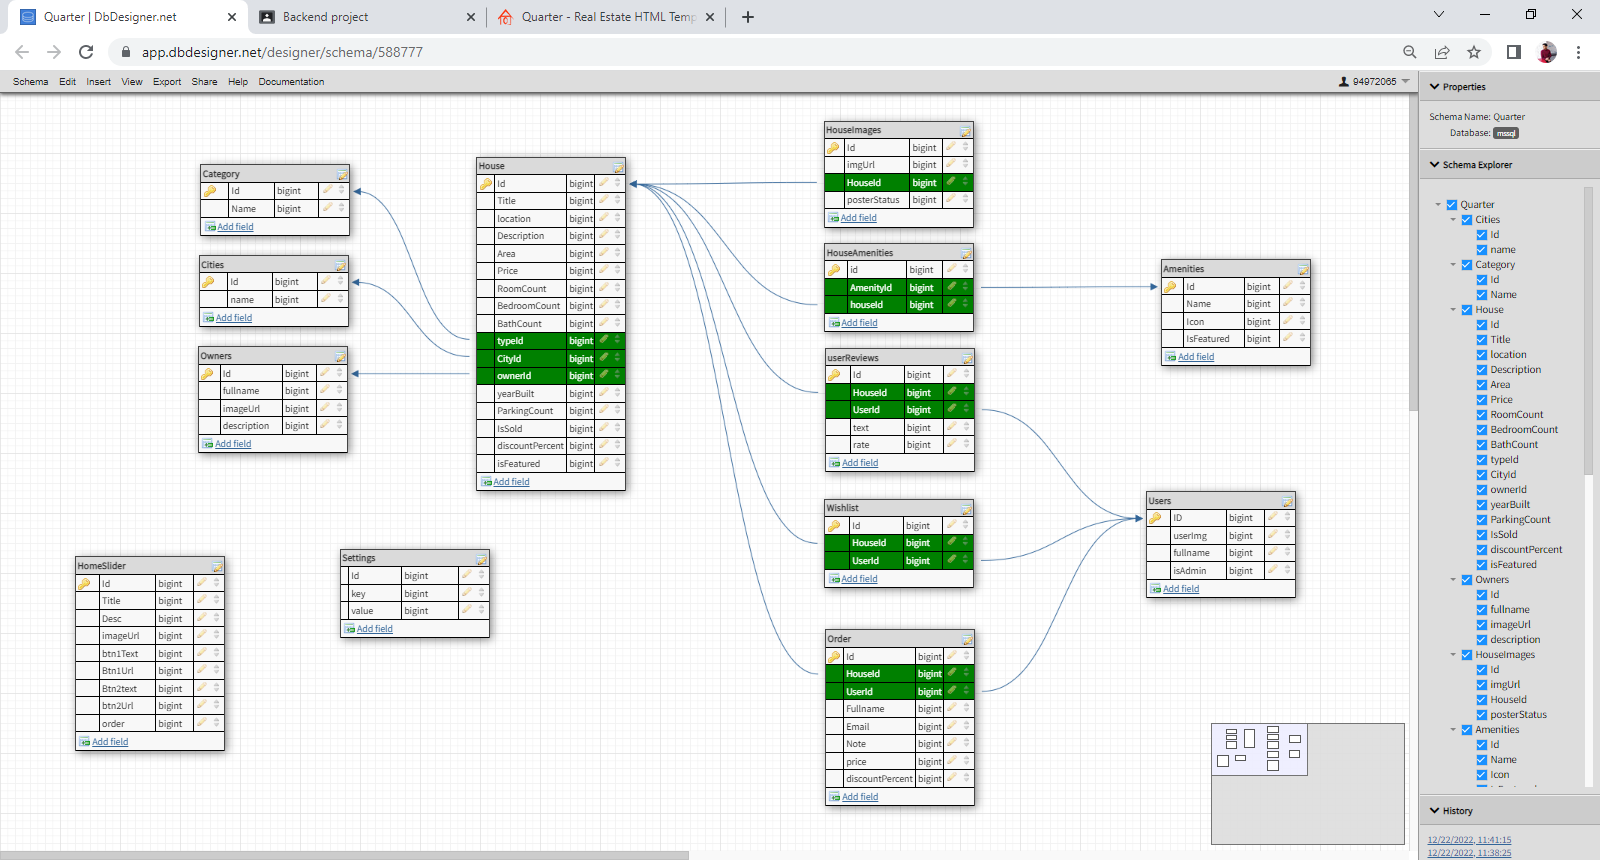 Quarter | DbDesigner.net
Backend project
Quarter - Real Estate HTML Temp
app.dbdesigner.net/designer/schema/588777
Schema Edit Insert View Export Share Help Documentation
94972065
Category
Id bigint
Name bigint
Add field
Cities
Id bigint
name bigint
Add field
Owners
Id bigint
fullname bigint
imageUrl bigint
description bigint
Add field
House
Id bigint
Title bigint
location bigint
Description bigint
Area bigint
Price bigint
RoomCount bigint
BedroomCount bigint
BathCount bigint
typeId bigint
CityId bigint
ownerId bigint
yearBuilt bigint
ParkingCount bigint
IsSold bigint
discountPercent bigint
isFeatured bigint
Add field
HouseImages
Id bigint
imgUrl bigint
HouseId bigint
posterStatus bigint
Add field
HouseAmenities
id bigint
AmenityId bigint
houseId bigint
Add field
userReviews
Id bigint
HouseId bigint
UserId bigint
text bigint
rate bigint
Add field
Wishlist
Id bigint
HouseId bigint
UserId bigint
Add field
Order
Id bigint
HouseId bigint
UserId bigint
Fullname bigint
Email bigint
Note bigint
price bigint
discountPercent bigint
Add field
Amenities
Id bigint
Name bigint
Icon bigint
IsFeatured bigint
Add field
Users
ID bigint
userImg bigint
fullname bigint
isAdmin bigint
Add field
HomeSlider
Id bigint
Title bigint
Desc bigint
imageUrl bigint
btn1Text bigint
Btn1Url bigint
Btn2text bigint
btn2Url bigint
order bigint
Add field
Settings
Id bigint
key bigint
value bigint
Add field
Properties
Schema Name: Quarter
Database: mssql
Schema Explorer
Quarter
Cities
Id
name
Category
Id
Name
House
Id
Title
location
Description
Area
Price
RoomCount
BedroomCount
BathCount
typeId
CityId
ownerId
yearBuilt
ParkingCount
IsSold
discountPercent
isFeatured
Owners
Id
fullname
imageUrl
description
HouseImages
Id
imgUrl
HouseId
posterStatus
Amenities
Id
Name
Icon
History
12/22/2022, 11:41:15
12/22/2022, 11:38:25